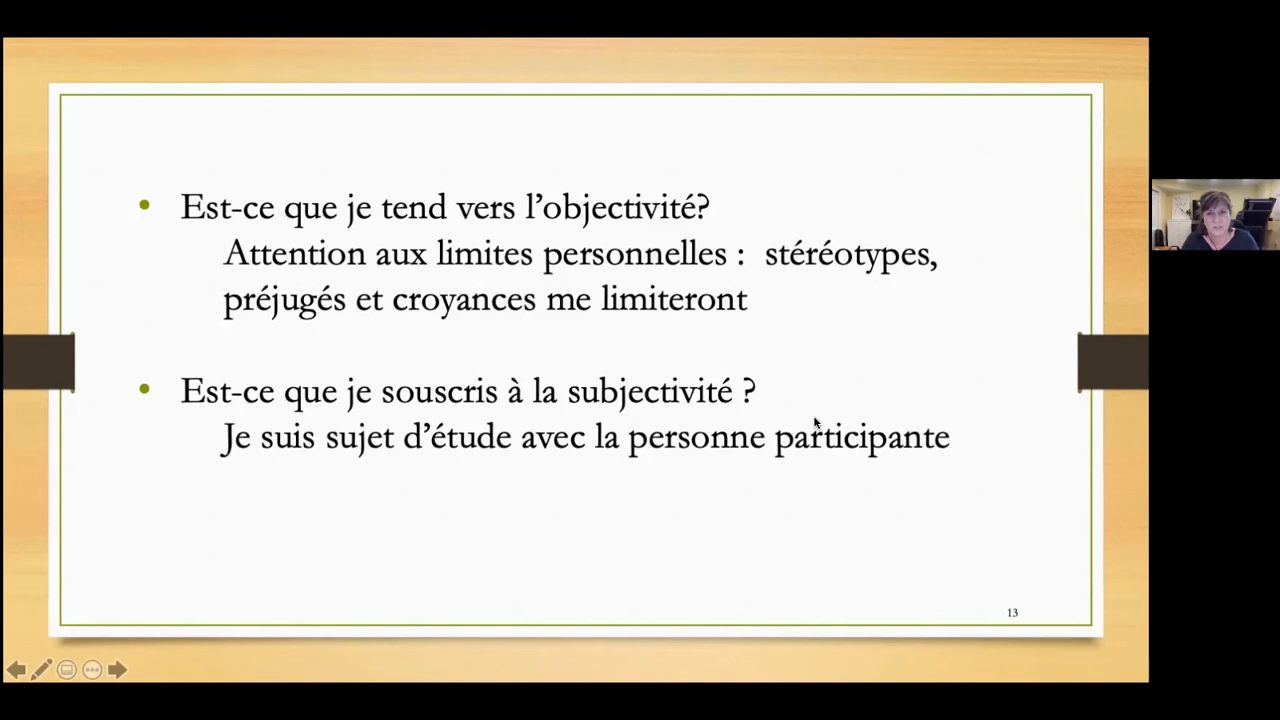 • Est-ce que je tend vers l’objectivité?
Attention aux limites personnelles : stéréotypes,
préjugés et croyances me limiteront
• Est-ce que je souscris à la subjectivité ?
Je suis sujet d’étude avec la personne participante
13